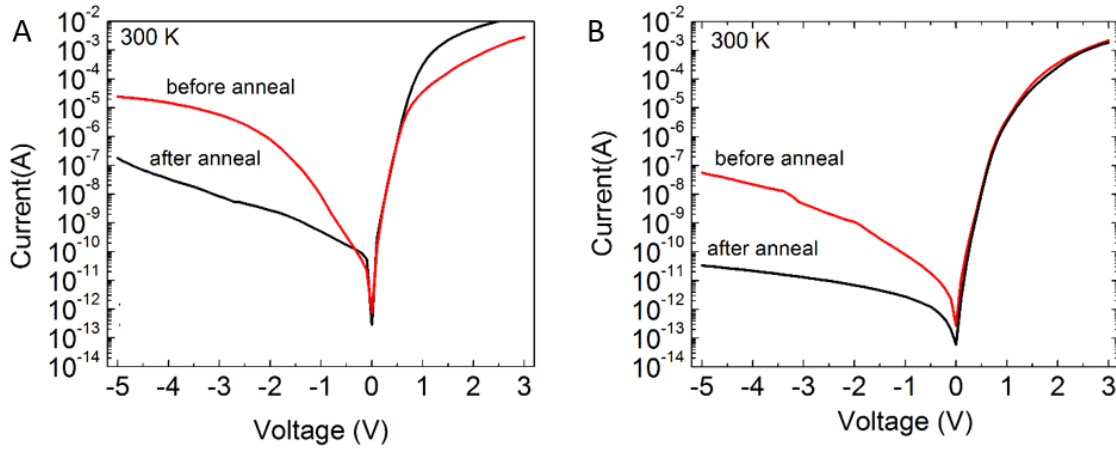 A
300 K
before anneal
after anneal
Current(A)
10-2
10-3
10-4
10-5
10-6
10-7
10-8
10-9
10-10
10-11
10-12
10-13
10-14
-5 -4 -3 -2 -1 0 1 2 3
Voltage (V)
B
300 K
before anneal
after anneal
Current(A)
10-2
10-3
10-4
10-5
10-6
10-7
10-8
10-9
10-10
10-11
10-12
10-13
10-14
-5 -4 -3 -2 -1 0 1 2 3
Voltage (V)